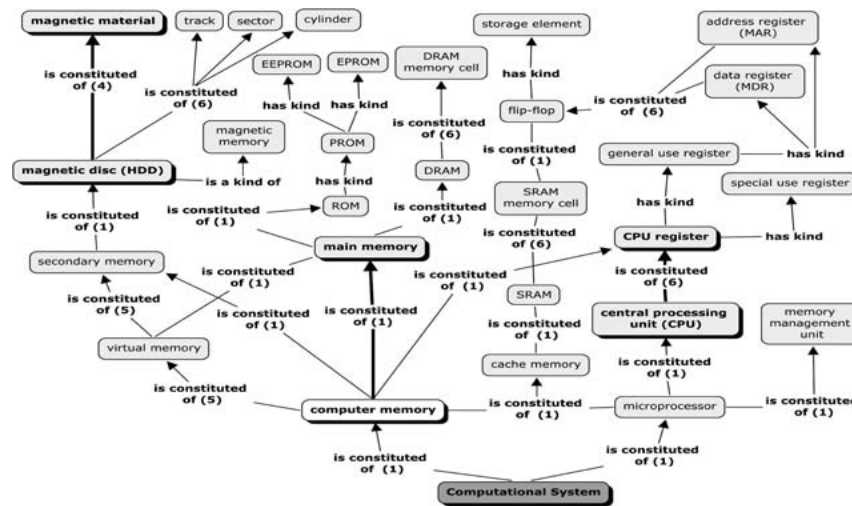 magnetic material
track
sector
cylinder
storage element
address register
(MAR)
EEPROM
EPROM
DRAM
memory cell
is constituted
of (4)
is constituted
of (6)
has kind
has kind
has kind
data register
(MDR)
flip-flop
is constituted
of (6)
magnetic
memory
PROM
is constituted
of (6)
is constituted
of (1)
general use register
has kind
magnetic disc (HDD)
is a kind of
has kind
DRAM
SRAM
memory cell
special use register
is constituted
of (1)
ROM
is constituted
of (1)
has kind
is constituted
of (1)
main memory
is constituted
of (6)
CPU register
has kind
secondary memory
is constituted
of (1)
is constituted
of (1)
is constituted
of (6)
is constituted
of (5)
is constituted
of (1)
is constituted
of (1)
SRAM
central processing
unit (CPU)
memory
management
unit
virtual memory
is constituted
of (1)
cache memory
is constituted
of (1)
is constituted
of (5)
computer memory
is constituted
of (1)
microprocessor
is constituted
of (1)
is constituted
of (1)
is constituted
of (1)
Computational System